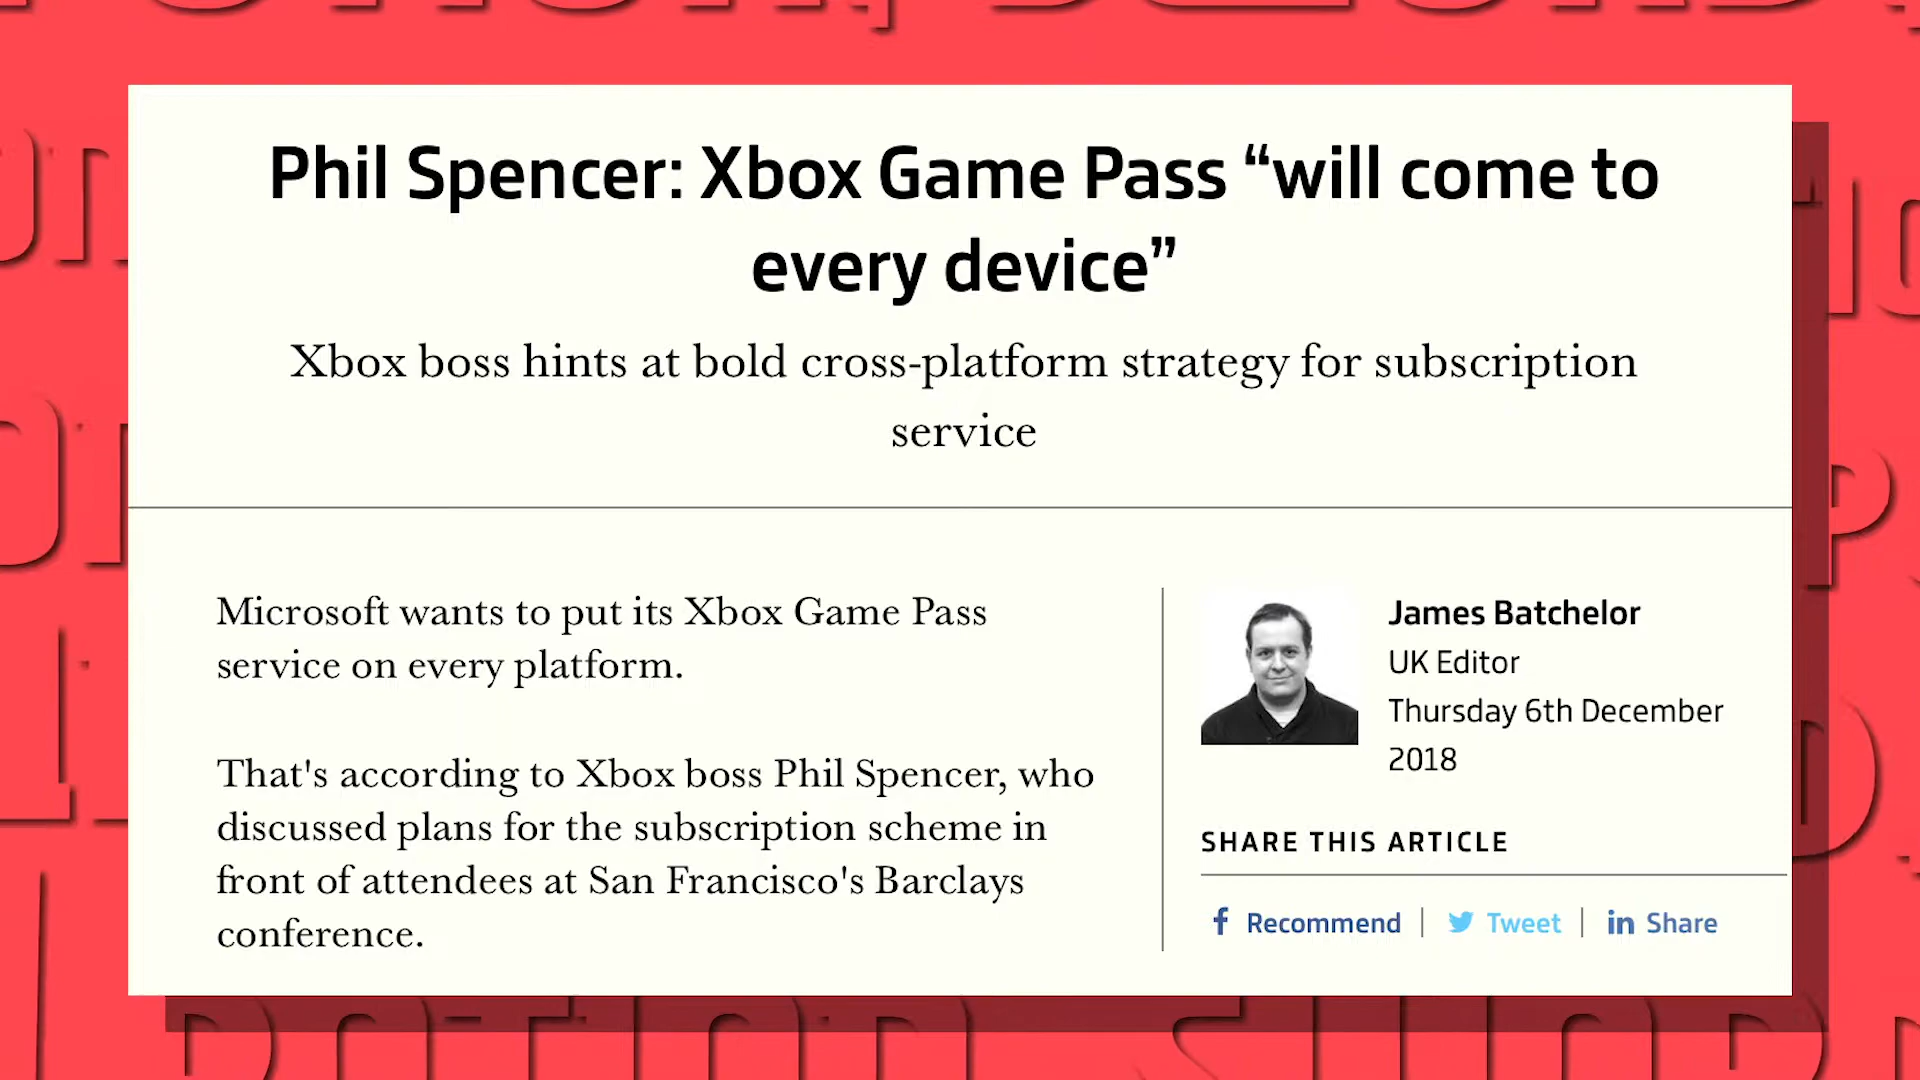 Phil Spencer: Xbox Game Pass “will come to
every device”
Xbox boss hints at bold cross-platform strategy for subscription
service
Microsoft wants to put its Xbox Game Pass
service on every platform.
That's according to Xbox boss Phil Spencer, who
discussed plans for the subscription scheme in
front of attendees at San Francisco's Barclays
conference.
James Batchelor
UK Editor
Thursday 6th December
2018
SHARE THIS ARTICLE
f Recommend | Tweet | in Share